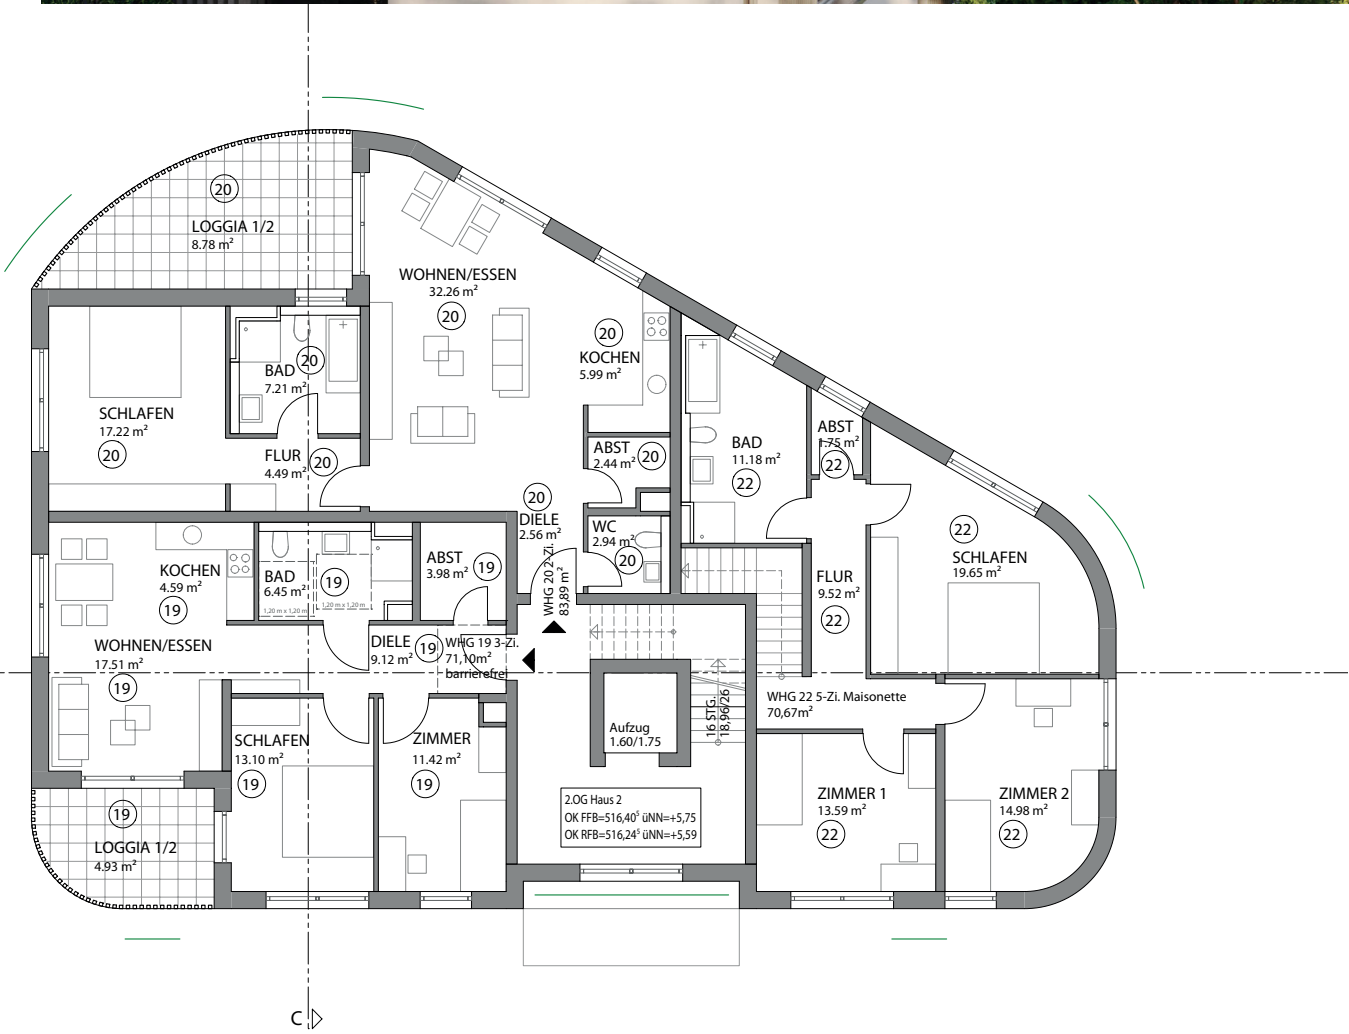 20
LOGGIA 1/2
8.78 m²
WOHNEN/ESSEN
32.26 m²
20
20
KOCHEN
5.99 m²
20
BAD
7.21 m²
SCHLAFEN
17.22 m²
20
FLUR
4.49 m²
20
ABST
2.44 m²
20
BAD
11.18 m²
22
ABST
1.75 m²
22
20
DIELE
2.56 m²
WC
2.94 m²
20
WHG 20 2-Zi.
83,89 m²
22
SCHLAFEN
19.65 m²
FLUR
9.52 m²
22
KOCHEN
4.59 m²
19
BAD
6.45 m²
19
1,20 m x 1,20 m
1,20 m x 1,20 m
ABST
3.98 m²
19
WOHNEN/ESSEN
17.51 m²
19
DIELE
9.12 m²
19
WHG 19 3-Zi.
71,10m²
barrierefrei
WHG 22 5-Zi. Maisonette
70,67m²
16 STG.
18,96/26
Aufzug
1.60/1.75
SCHLAFEN
13.10 m²
19
ZIMMER
11.42 m²
19
2.OG Haus 2
OK FFB=516,40⁵ üNN=+5,75
OK RFB=516,24⁵ üNN=+5,59
ZIMMER 1
13.59 m²
22
ZIMMER 2
14.98 m²
22
19
LOGGIA 1/2
4.93 m²
C